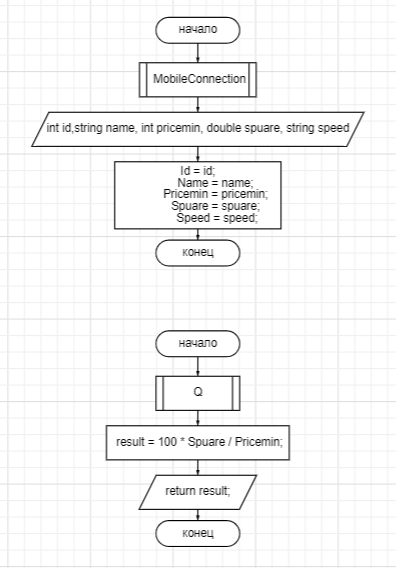 начало
MobileConnection
int id,string name, int pricemin, double spuare, string speed
Id = id;
Name = name;
Pricemin = pricemin;
Spuare = spuare;
Speed = speed;
конец
начало
Q
result = 100 * Spuare / Pricemin;
return result;
конец